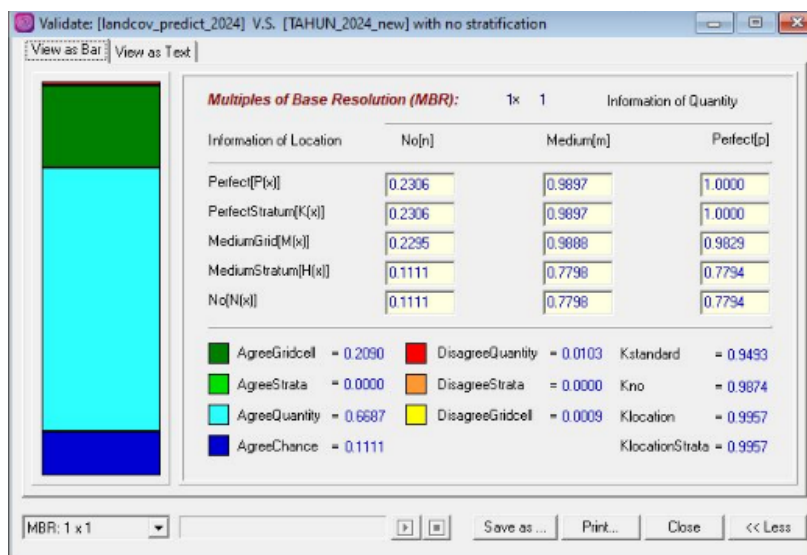 Validate: [landcov_predict_2024] V.S. [TAHUN_2024_new] with no stratification
View as Bar View as Text
Multiples of Base Resolution (MBR): 1x 1 Information of Quantity
Information of Location No[n] Medium[m] Perfect[p]
Perfect[P(x)] 0.2306 0.9897 1.0000
PerfectStratum[K(x)] 0.2306 0.9897 1.0000
MediumGrid[M(x)] 0.2295 0.9888 0.9829
MediumStratum[H(x)] 0.1111 0.7798 0.7794
No[N(x)] 0.1111 0.7798 0.7794
AgreeGridcell = 0.2090 DisagreeQuantity = 0.0103 Kstandard = 0.9493
AgreeStrata = 0.0000 DisagreeStrata = 0.0000 Kno = 0.9874
AgreeQuantity = 0.6687 DisagreeGridcell = 0.0009 Klocation = 0.9957
AgreeChance = 0.1111 KlocationStrata = 0.9957
MBR: 1 x 1 Save as ... Print... Close << Less